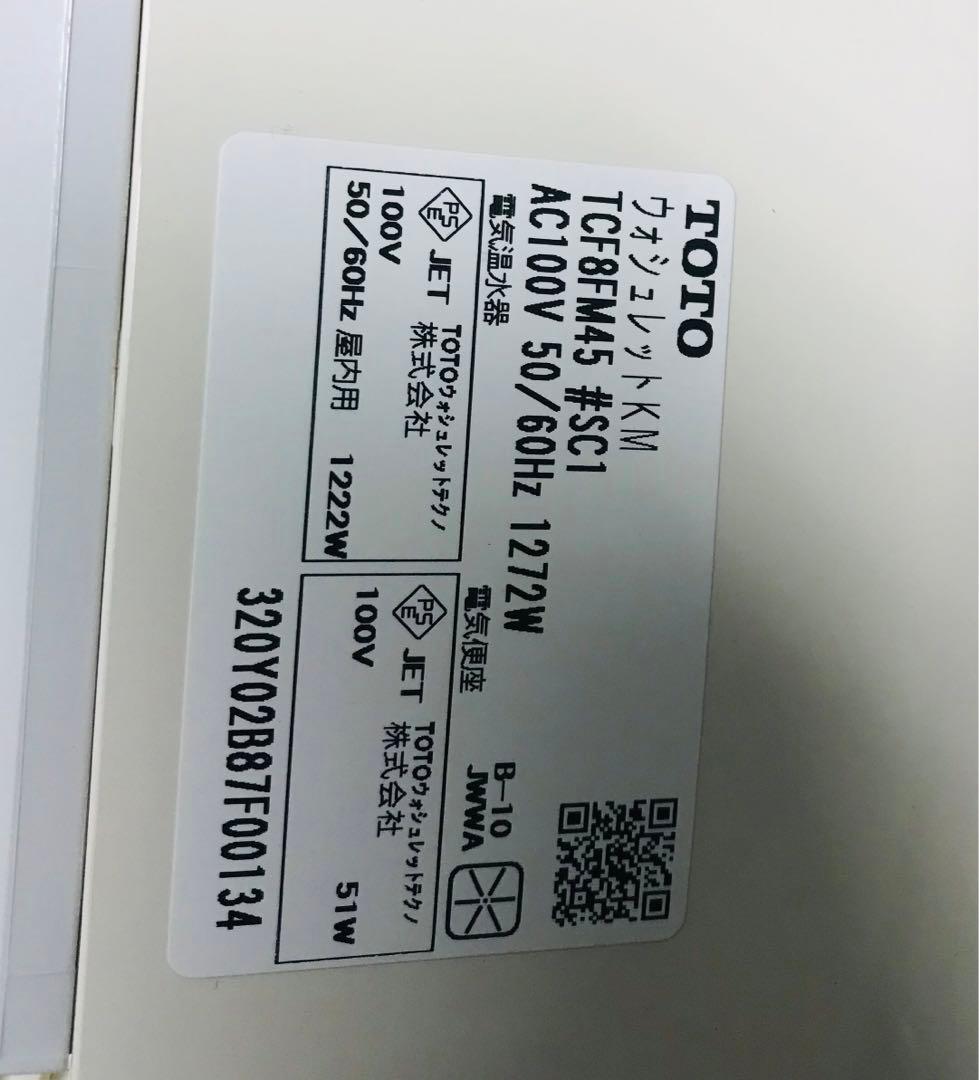 TOTO
ウォシュレットKM
TCF8FM45 #SC1
AC100V 50/60Hz 1272W
電気温水器
PS
E
JET
TOTOウォシュレットテクノ
株式会社
100V
50/60Hz 屋内用 1222W
電気便座
PS
E
JET
TOTOウォシュレットテクノ
株式会社
100V
51W
B-10
JWWA
320Y02B87F00134